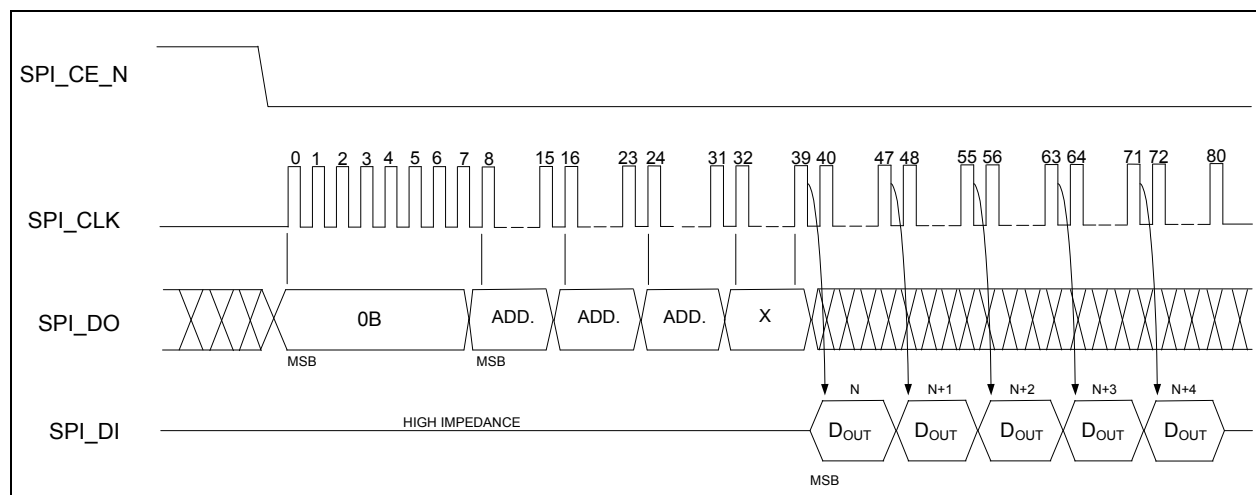 SPI_CE_N
0 1 2 3 4 5 6 7 8 15 16 23 24 31 32 39 40 47 48 55 56 63 64 71 72 80
SPI_CLK
SPI_DO
0B ADD. ADD. ADD. X
MSB MSB
N N+1 N+2 N+3 N+4
HIGH IMPEDANCE
SPI_DI
DOUT DOUT DOUT DOUT DOUT
MSB